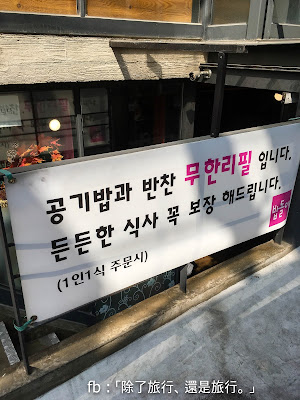 공기밥과 반찬 무한리필 입니다.
든든한 식사 꼭 보장 해드립니다.
(1인1식 주문시)
fb:「除了旅行、還是旅行。」